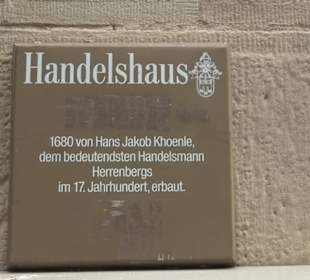 Handelshaus
1680 von Hans Jakob Khoenle,
dem bedeutendsten Handelsmann
Herrenbergs
im 17. Jahrhundert, erbaut.